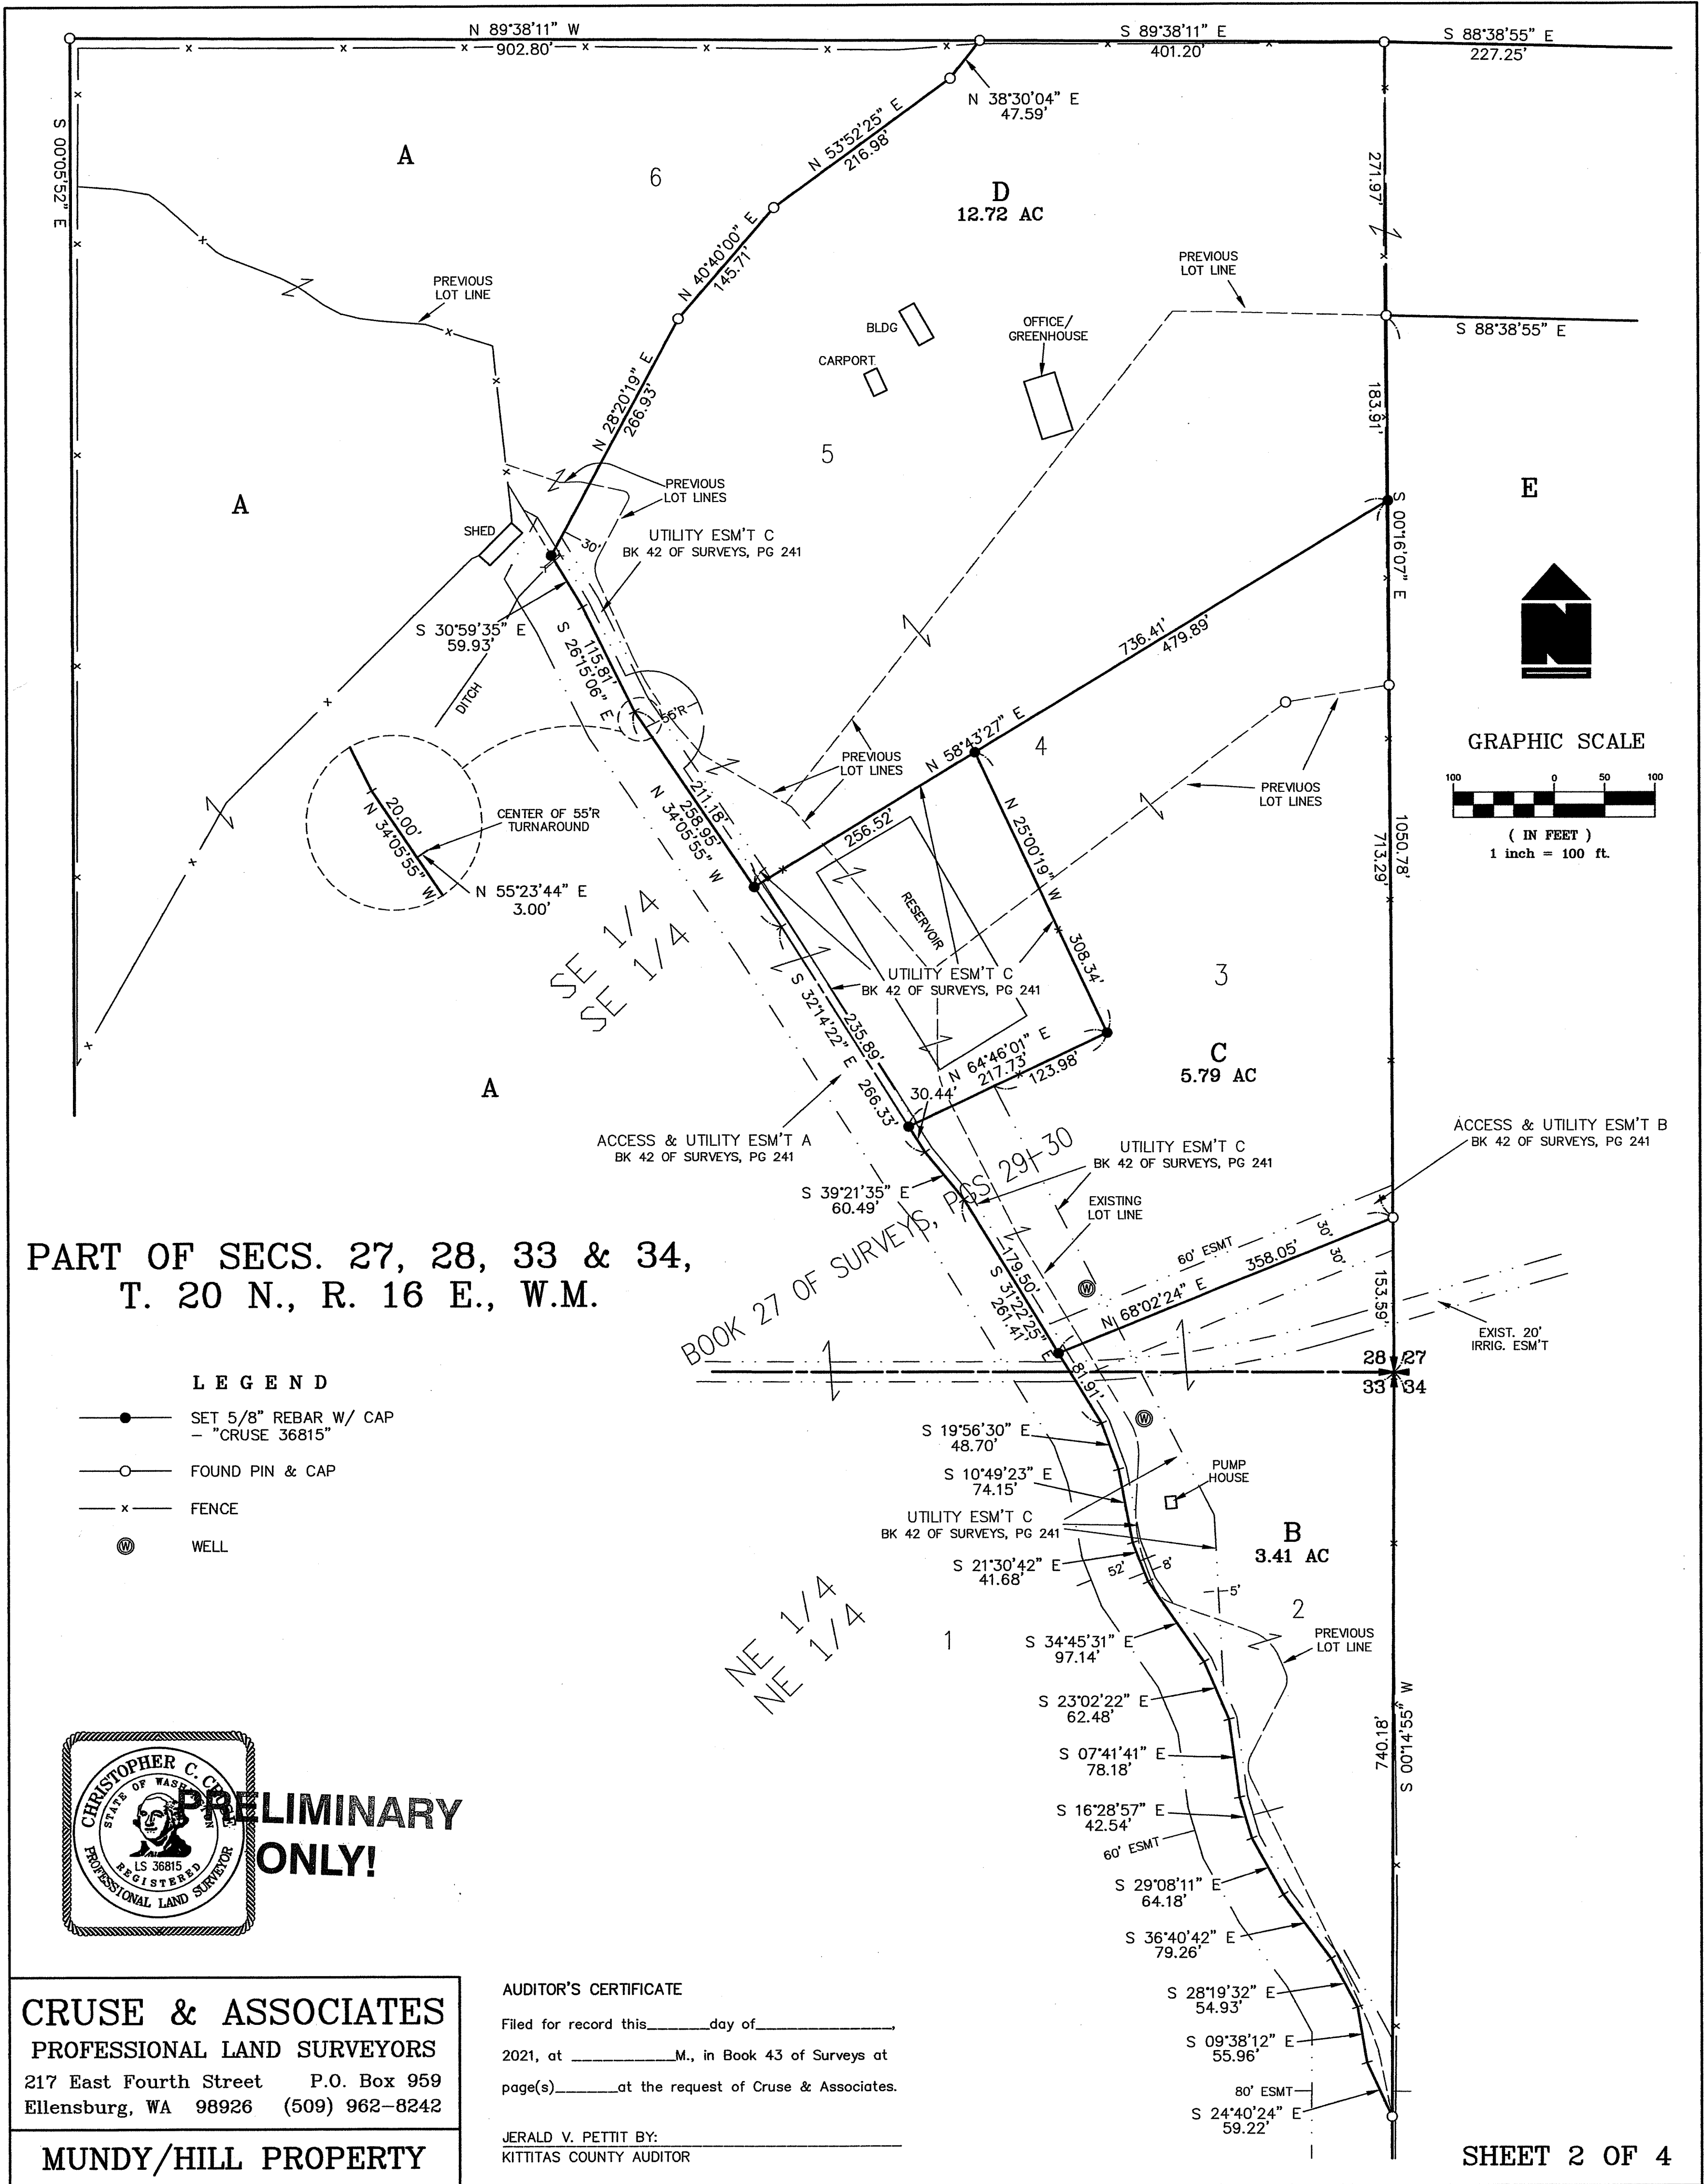 N 89°38'11" W
902.80'
S 89°38'11" E
401.20'
S 88°38'55" E
227.25'
N 38°30'04" E
47.59'
S 00°05'52" E
N 53°52'25" E
216.98'
A
6
D
12.72 AC
271.97'
N 40°40'00" E
145.71'
PREVIOUS
LOT LINE
PREVIOUS
LOT LINE
BLDG
OFFICE/
GREENHOUSE
CARPORT
S 88°38'55" E
183.91'
N 28°20'19" E
266.93'
5
PREVIOUS
LOT LINES
A
E
SHED
30'
UTILITY ESM'T C
BK 42 OF SURVEYS, PG 241
S 00°16'07" E
S 30°59'35" E
59.93'
115.81'
S 26°15'06" E
736.41'
479.89'
DITCH
55'R
N 58°43'27" E
4
PREVIOUS
LOT LINES
GRAPHIC SCALE
100 0 50 100
( IN FEET )
1 inch = 100 ft.
PREVIUOS
LOT LINES
20.00'
N 34°05'55" W
CENTER OF 55'R
TURNAROUND
211.18'
258.95'
N 34°05'55" W
256.52'
N 25°00'19" W
308.34'
1050.78'
713.29'
N 55°23'44" E
3.00'
RESERVOIR
SE 1/4
SE 1/4
UTILITY ESM'T C
BK 42 OF SURVEYS, PG 241
3
235.89'
S 32°14'22" E 266.33'
N 64°46'01" E
217.73'
123.98'
C
5.79 AC
A
30.44'
ACCESS & UTILITY ESM'T A
BK 42 OF SURVEYS, PG 241
ACCESS & UTILITY ESM'T B
BK 42 OF SURVEYS, PG 241
UTILITY ESM'T C
BK 42 OF SURVEYS, PG 241
S 39°21'35" E
60.49'
EXISTING
LOT LINE
BOOK 27 OF SURVEYS, PGS 29-30
PART OF SECS. 27, 28, 33 & 34,
T. 20 N., R. 16 E., W.M.
60' ESMT
30'
30'
179.50'
S 31°22'25" E
261.41'
W
N 68°02'24" E 358.05'
153.59'
EXIST. 20'
IRRIG. ESM'T
28 27
33 34
81.91'
LEGEND
SET 5/8" REBAR W/ CAP
- "CRUSE 36815"
FOUND PIN & CAP
x FENCE
W WELL
W
S 19°56'30" E
48.70'
S 10°49'23" E
74.15'
PUMP
HOUSE
UTILITY ESM'T C
BK 42 OF SURVEYS, PG 241
B
3.41 AC
S 21°30'42" E
41.68'
52'
8'
5'
NE 1/4
NE 1/4
1
2
PREVIOUS
LOT LINE
S 34°45'31" E
97.14'
S 23°02'22" E
62.48'
S 07°41'41" E
78.18'
740.18'
S 00°14'55" W
S 16°28'57" E
42.54'
60' ESMT
S 29°08'11" E
64.18'
S 36°40'42" E
79.26'
S 28°19'32" E
54.93'
S 09°38'12" E
55.96'
80' ESMT
S 24°40'24" E
59.22'
CHRISTOPHER C. CRUSE
STATE OF WASHINGTON
LS 36815
REGISTERED
PROFESSIONAL LAND SURVEYOR
PRELIMINARY
ONLY!
CRUSE & ASSOCIATES
PROFESSIONAL LAND SURVEYORS
217 East Fourth Street P.O. Box 959
Ellensburg, WA 98926 (509) 962-8242
MUNDY/HILL PROPERTY
AUDITOR'S CERTIFICATE
Filed for record this______day of_____________,
2021, at __________M., in Book 43 of Surveys at
page(s)______at the request of Cruse & Associates.
JERALD V. PETTIT BY:
KITTITAS COUNTY AUDITOR
SHEET 2 OF 4